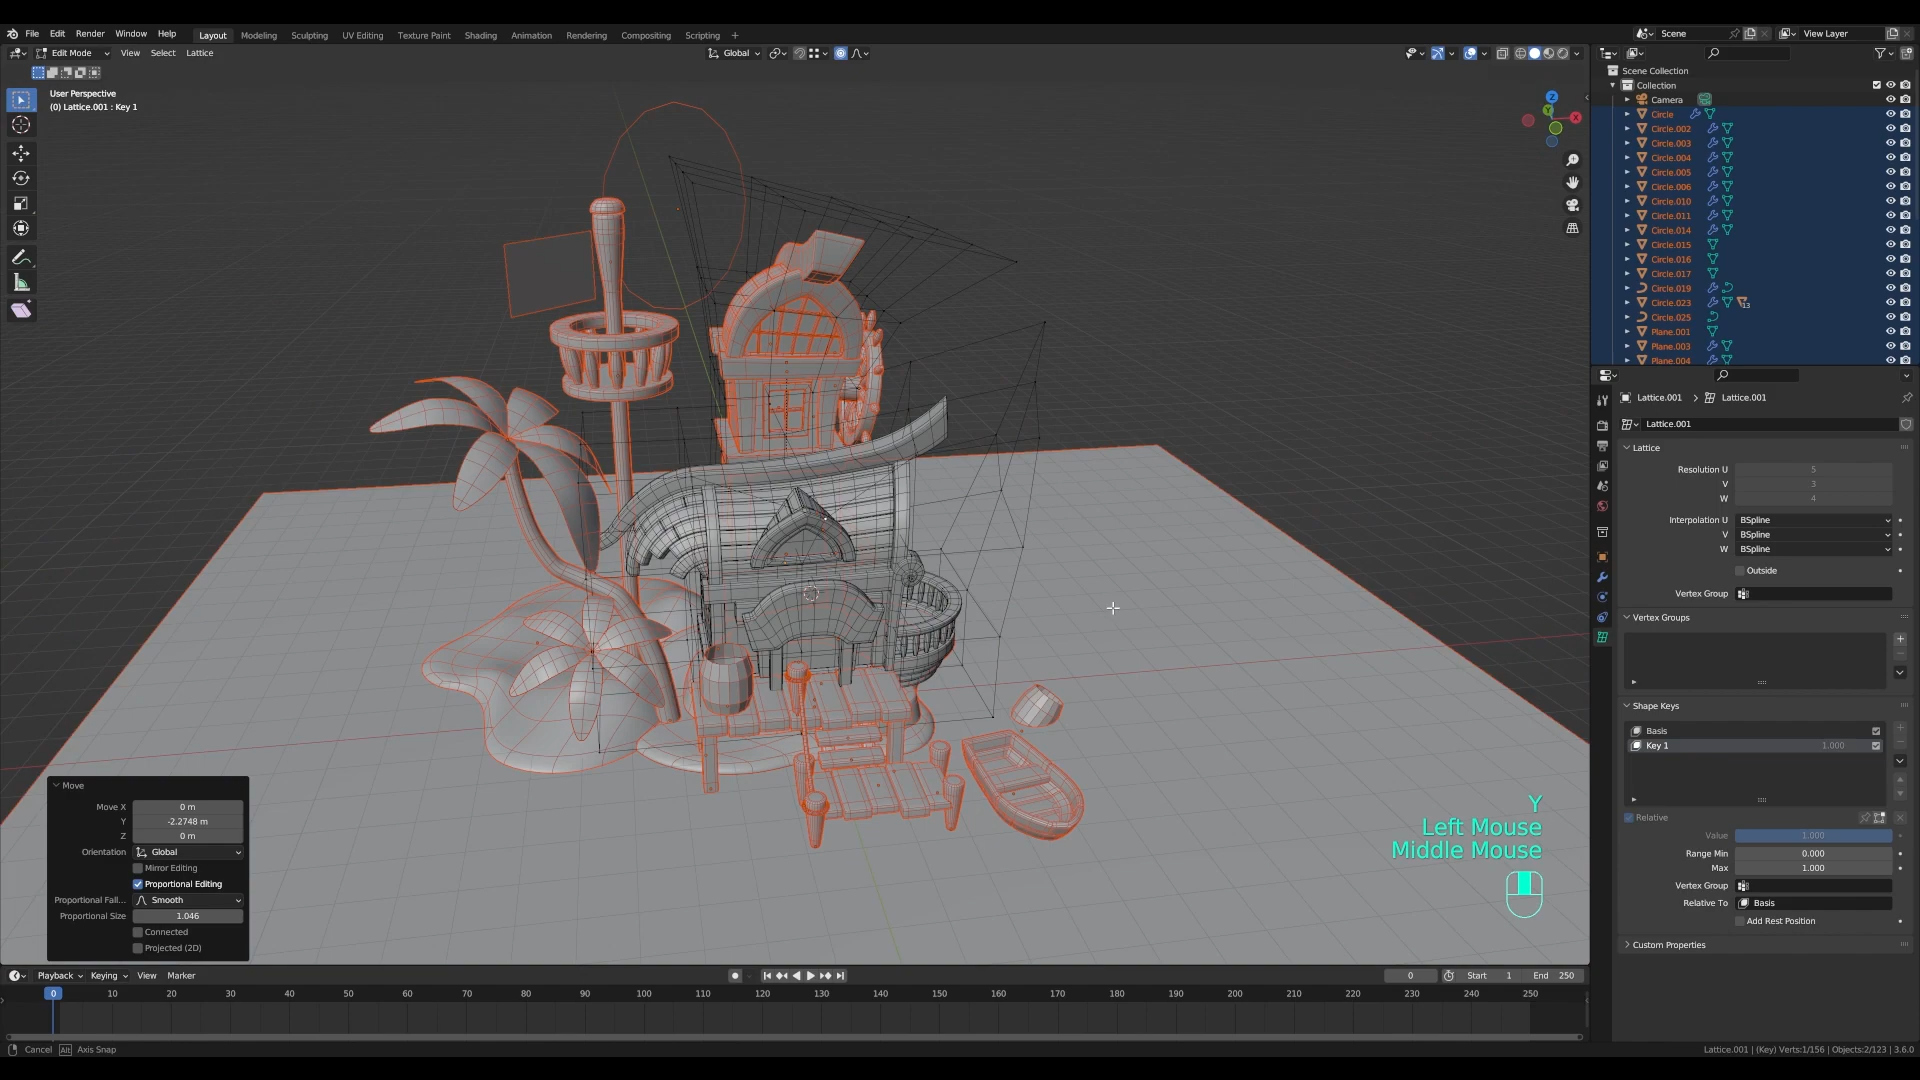 File Edit Render Window Help Layout Modeling Sculpting UV Editing Texture Paint Shading Animation Rendering Compositing Scripting + Scene View Layer
Edit Mode View Select Lattice Global
User Perspective
(0) Lattice.001 : Key 1
Z
Y
X
Scene Collection
Collection
Camera
Circle
Circle.002
Circle.003
Circle.004
Circle.005
Circle.006
Circle.010
Circle.011
Circle.014
Circle.015
Circle.016
Circle.017
Circle.019
Circle.023 13
Circle.025
Plane.001
Plane.003
Plane.004
Lattice.001 > Lattice.001
Lattice.001
Lattice
Resolution U 5
V 3
W 4
Interpolation U BSpline
V BSpline
W BSpline
Outside
Vertex Group
Vertex Groups
Shape Keys
Basis
Key 1 1.000
Relative
Value 1.000
Range Min 0.000
Max 1.000
Vertex Group
Relative To Basis
Add Rest Position
Custom Properties
Y
Left Mouse
Middle Mouse
Move
Move X 0 m
Y -2.2748 m
Z 0 m
Orientation Global
Mirror Editing
Proportional Editing
Proportional Fall... Smooth
Proportional Size 1.046
Connected
Projected (2D)
Playback Keying View Marker 0 Start 1 End 250
0 10 20 30 40 50 60 70 80 90 100 110 120 130 140 150 160 170 180 190 200 210 220 230 240 250
Cancel Alt Axis Snap Lattice.001 | (Key) Verts:1/156 | Objects:2/123 | 3.6.0